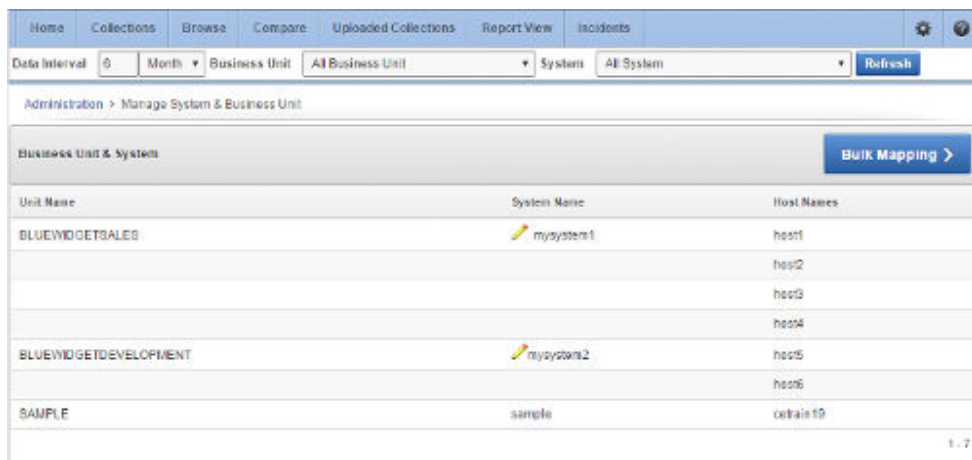 Home Collections Browse Compare Uploaded Collections Report View Incidents
Data Interval 6 Month Business Unit All Business Unit System All System Refresh
Administration > Manage System & Business Unit
Business Unit & System Bulk Mapping >
Unit Name System Name Host Names
BLUEWIDGETSALES mysystem1 host1
host2
host3
host4
BLUEWIDGETDEVELOPMENT mysystem2 host5
host6
SAMPLE sample cetrain19
1 - 7